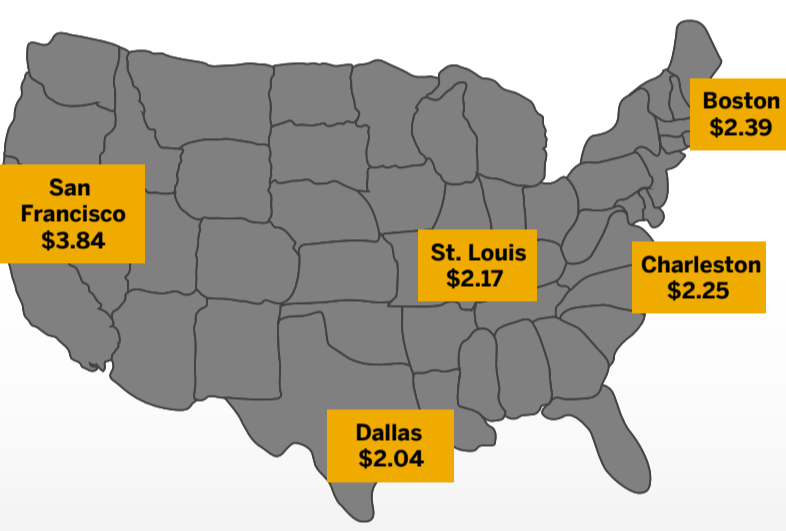 Boston
$2.39
San
Francisco
$3.84
St. Louis
$2.17
Charleston
$2.25
Dallas
$2.04